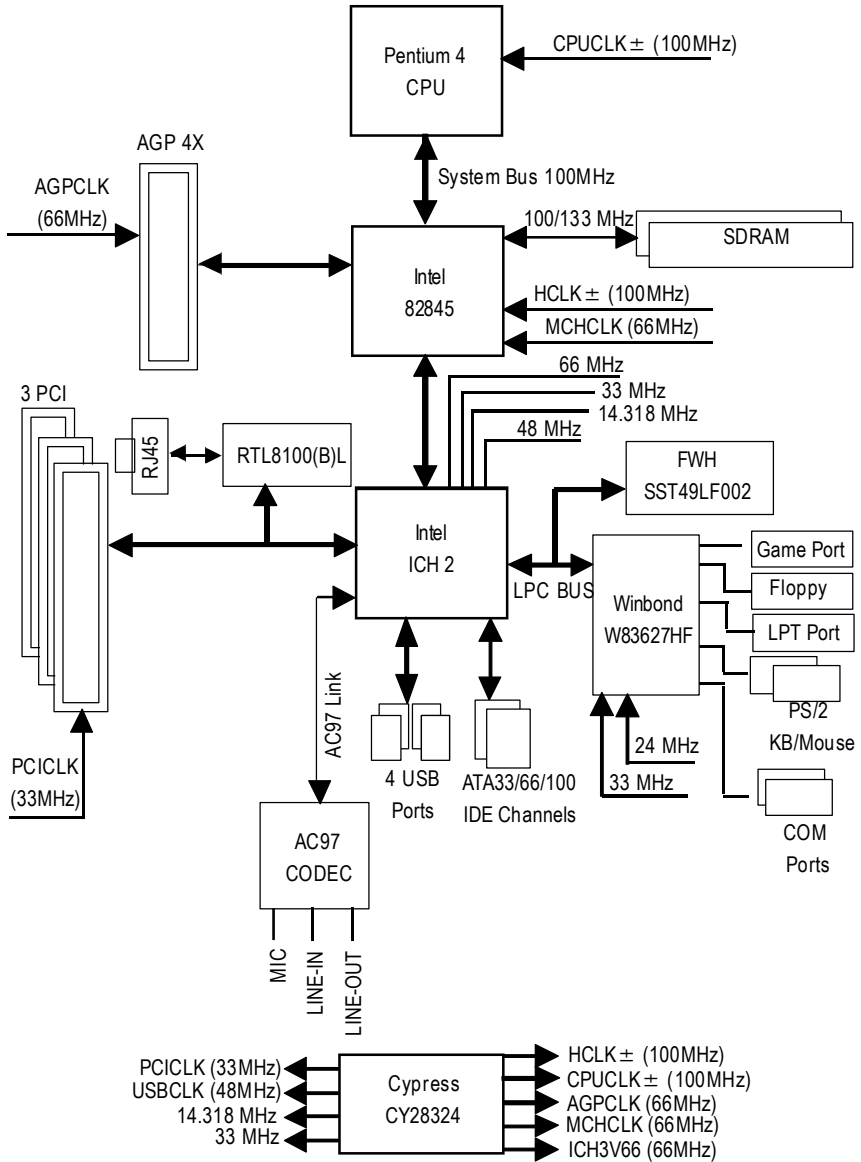 Pentium 4
CPU
CPUCLK± (100MHz)
System Bus 100MHz
AGP 4X
AGPCLK
(66MHz)
100/133 MHz
SDRAM
Intel
82845
HCLK± (100MHz)
MCHCLK (66MHz)
66 MHz
33 MHz
14.318 MHz
48 MHz
3 PCI
RJ45
RTL8100(B)L
FWH
SST49LF002
Intel
ICH 2
LPC BUS
Winbond
W83627HF
Game Port
Floppy
LPT Port
PS/2
KB/Mouse
24 MHz
33 MHz
COM
Ports
PCICLK
(33MHz)
AC97 Link
4 USB
Ports
ATA33/66/100
IDE Channels
AC97
CODEC
MIC
LINE-IN
LINE-OUT
PCICLK (33MHz)
USBCLK (48MHz)
14.318 MHz
33 MHz
Cypress
CY28324
HCLK± (100MHz)
CPUCLK± (100MHz)
AGPCLK (66MHz)
MCHCLK (66MHz)
ICH3V66 (66MHz)